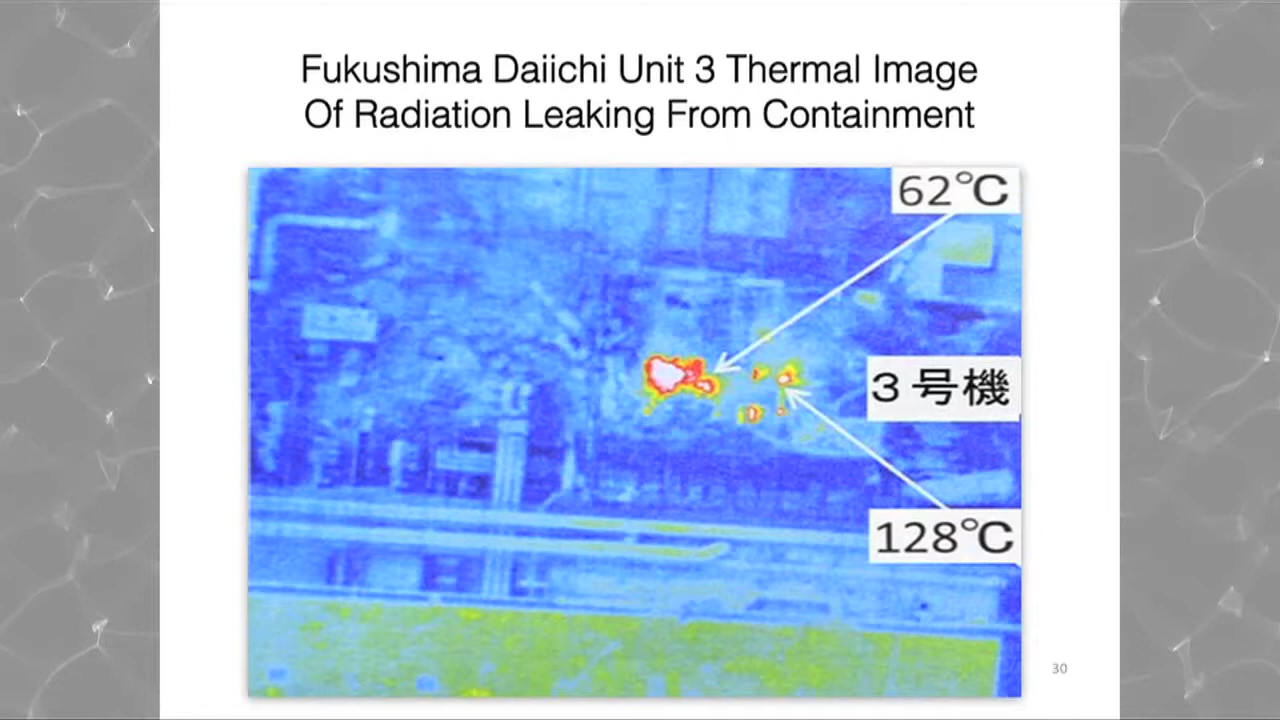 Fukushima Daiichi Unit 3 Thermal Image
Of Radiation Leaking From Containment
62℃
３号機
128℃
30